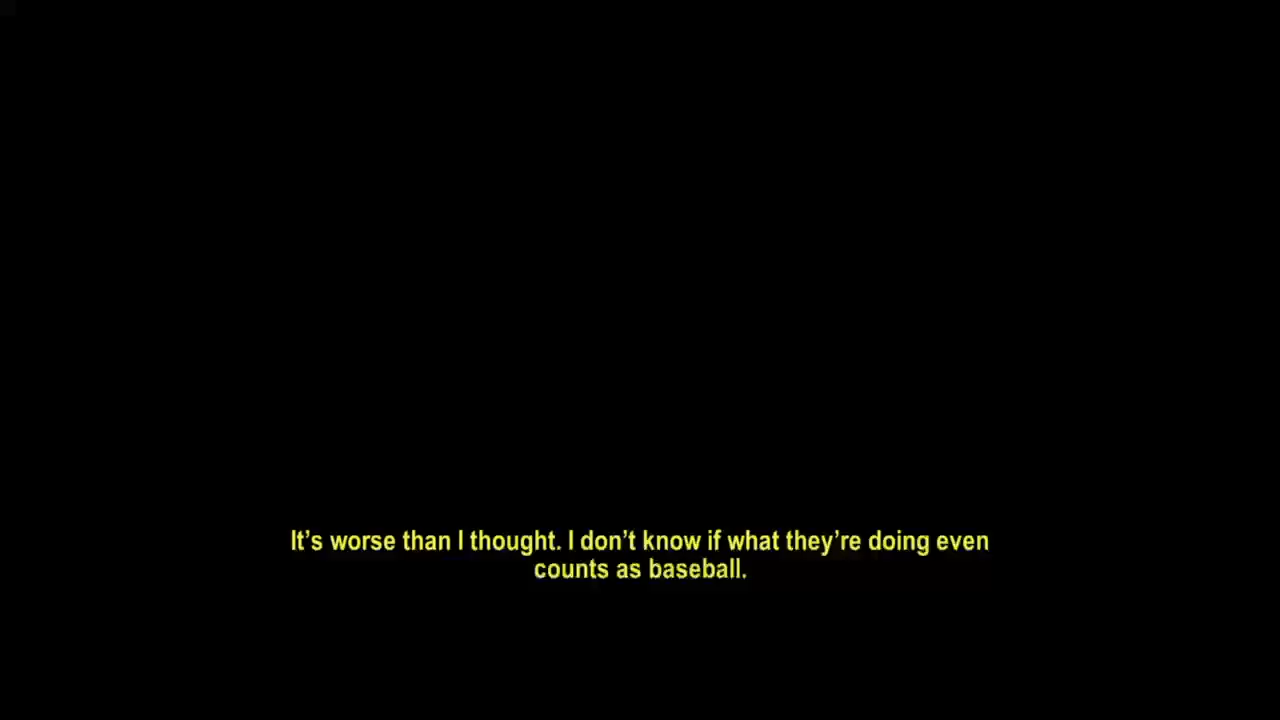 It’s worse than I thought. I don’t know if what they’re doing even
counts as baseball.